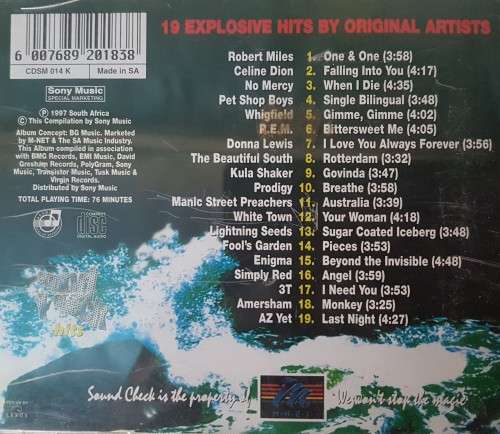 19 EXPLOSIVE HITS BY ORIGINAL ARTISTS
6 007689 201838
CDSM 014 K
Made in SA
Sony Music
SPECIAL MARKETING
Ⓟ 1997 South Africa
© This Compilation by Sony Music
Album Concept: BG Music. Marketed
by M-NET & The SA Music Industry.
This Album compiled in association
with BMG Records, EMI Music, David
Gresham Records, PolyGram, Sony
Music, Transistor Music, Tusk Music &
Virgin Records.
Distributed by Sony Music
TOTAL PLAYING TIME: 76 MINUTES
COMPACT
disc
DIGITAL AUDIO
Robert Miles 1. One & One (3:58)
Celine Dion 2. Falling Into You (4:17)
No Mercy 3. When I Die (4:35)
Pet Shop Boys 4. Single Bilingual (3:48)
Whigfield 5. Gimme, Gimme (4:02)
R.E.M. 6. Bittersweet Me (4:05)
Donna Lewis 7. I Love You Always Forever (3:56)
The Beautiful South 8. Rotterdam (3:32)
Kula Shaker 9. Govinda (3:47)
Prodigy 10. Breathe (3:58)
Manic Street Preachers 11. Australia (3:39)
White Town 12. Your Woman (4:18)
Lightning Seeds 13. Sugar Coated Iceberg (3:48)
Fool's Garden 14. Pieces (3:53)
Enigma 15. Beyond the Invisible (4:48)
Simply Red 16. Angel (3:59)
3T 17. I Need You (3:53)
Amersham 18. Monkey (3:25)
AZ Yet 19. Last Night (4:27)
hits
Sound Check is the property of
M-NET
We won't stop the magic